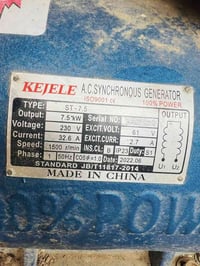 KEJELE A.C. SYNCHRONOUS GENERATOR
ISO9001 100% POWER
TYPE: ST-7.5
Output: 7.5 kW Serial NO
Voltage: 230 V EXCIT.VOLT: 61 V
Current: 32.6 A EXCIT.CURR: 2.7 A
Speed: 1500 r/min INS.CL: B IP23 Duty: S1
Phase: 1 50Hz COSϕ=1.0 Date: 2022.06
STANDARD JB/T11817-2014
MADE IN CHINA
OUTPUT